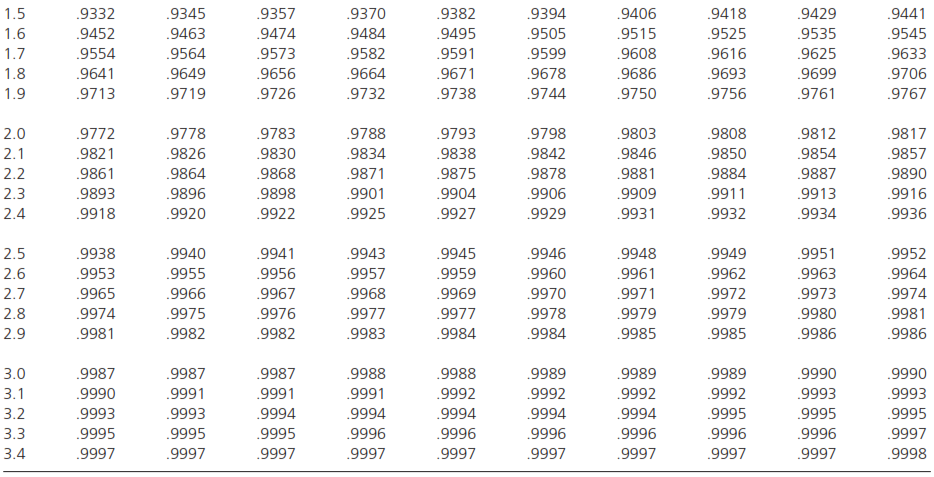 1.5 .9332 .9345 .9357 .9370 .9382 .9394 .9406 .9418 .9429 .9441
1.6 .9452 .9463 .9474 .9484 .9495 .9505 .9515 .9525 .9535 .9545
1.7 .9554 .9564 .9573 .9582 .9591 .9599 .9608 .9616 .9625 .9633
1.8 .9641 .9649 .9656 .9664 .9671 .9678 .9686 .9693 .9699 .9706
1.9 .9713 .9719 .9726 .9732 .9738 .9744 .9750 .9756 .9761 .9767
2.0 .9772 .9778 .9783 .9788 .9793 .9798 .9803 .9808 .9812 .9817
2.1 .9821 .9826 .9830 .9834 .9838 .9842 .9846 .9850 .9854 .9857
2.2 .9861 .9864 .9868 .9871 .9875 .9878 .9881 .9884 .9887 .9890
2.3 .9893 .9896 .9898 .9901 .9904 .9906 .9909 .9911 .9913 .9916
2.4 .9918 .9920 .9922 .9925 .9927 .9929 .9931 .9932 .9934 .9936
2.5 .9938 .9940 .9941 .9943 .9945 .9946 .9948 .9949 .9951 .9952
2.6 .9953 .9955 .9956 .9957 .9959 .9960 .9961 .9962 .9963 .9964
2.7 .9965 .9966 .9967 .9968 .9969 .9970 .9971 .9972 .9973 .9974
2.8 .9974 .9975 .9976 .9977 .9977 .9978 .9979 .9979 .9980 .9981
2.9 .9981 .9982 .9982 .9983 .9984 .9984 .9985 .9985 .9986 .9986
3.0 .9987 .9987 .9987 .9988 .9988 .9989 .9989 .9989 .9990 .9990
3.1 .9990 .9991 .9991 .9991 .9992 .9992 .9992 .9992 .9993 .9993
3.2 .9993 .9993 .9994 .9994 .9994 .9994 .9994 .9995 .9995 .9995
3.3 .9995 .9995 .9995 .9996 .9996 .9996 .9996 .9996 .9996 .9997
3.4 .9997 .9997 .9997 .9997 .9997 .9997 .9997 .9997 .9997 .9998